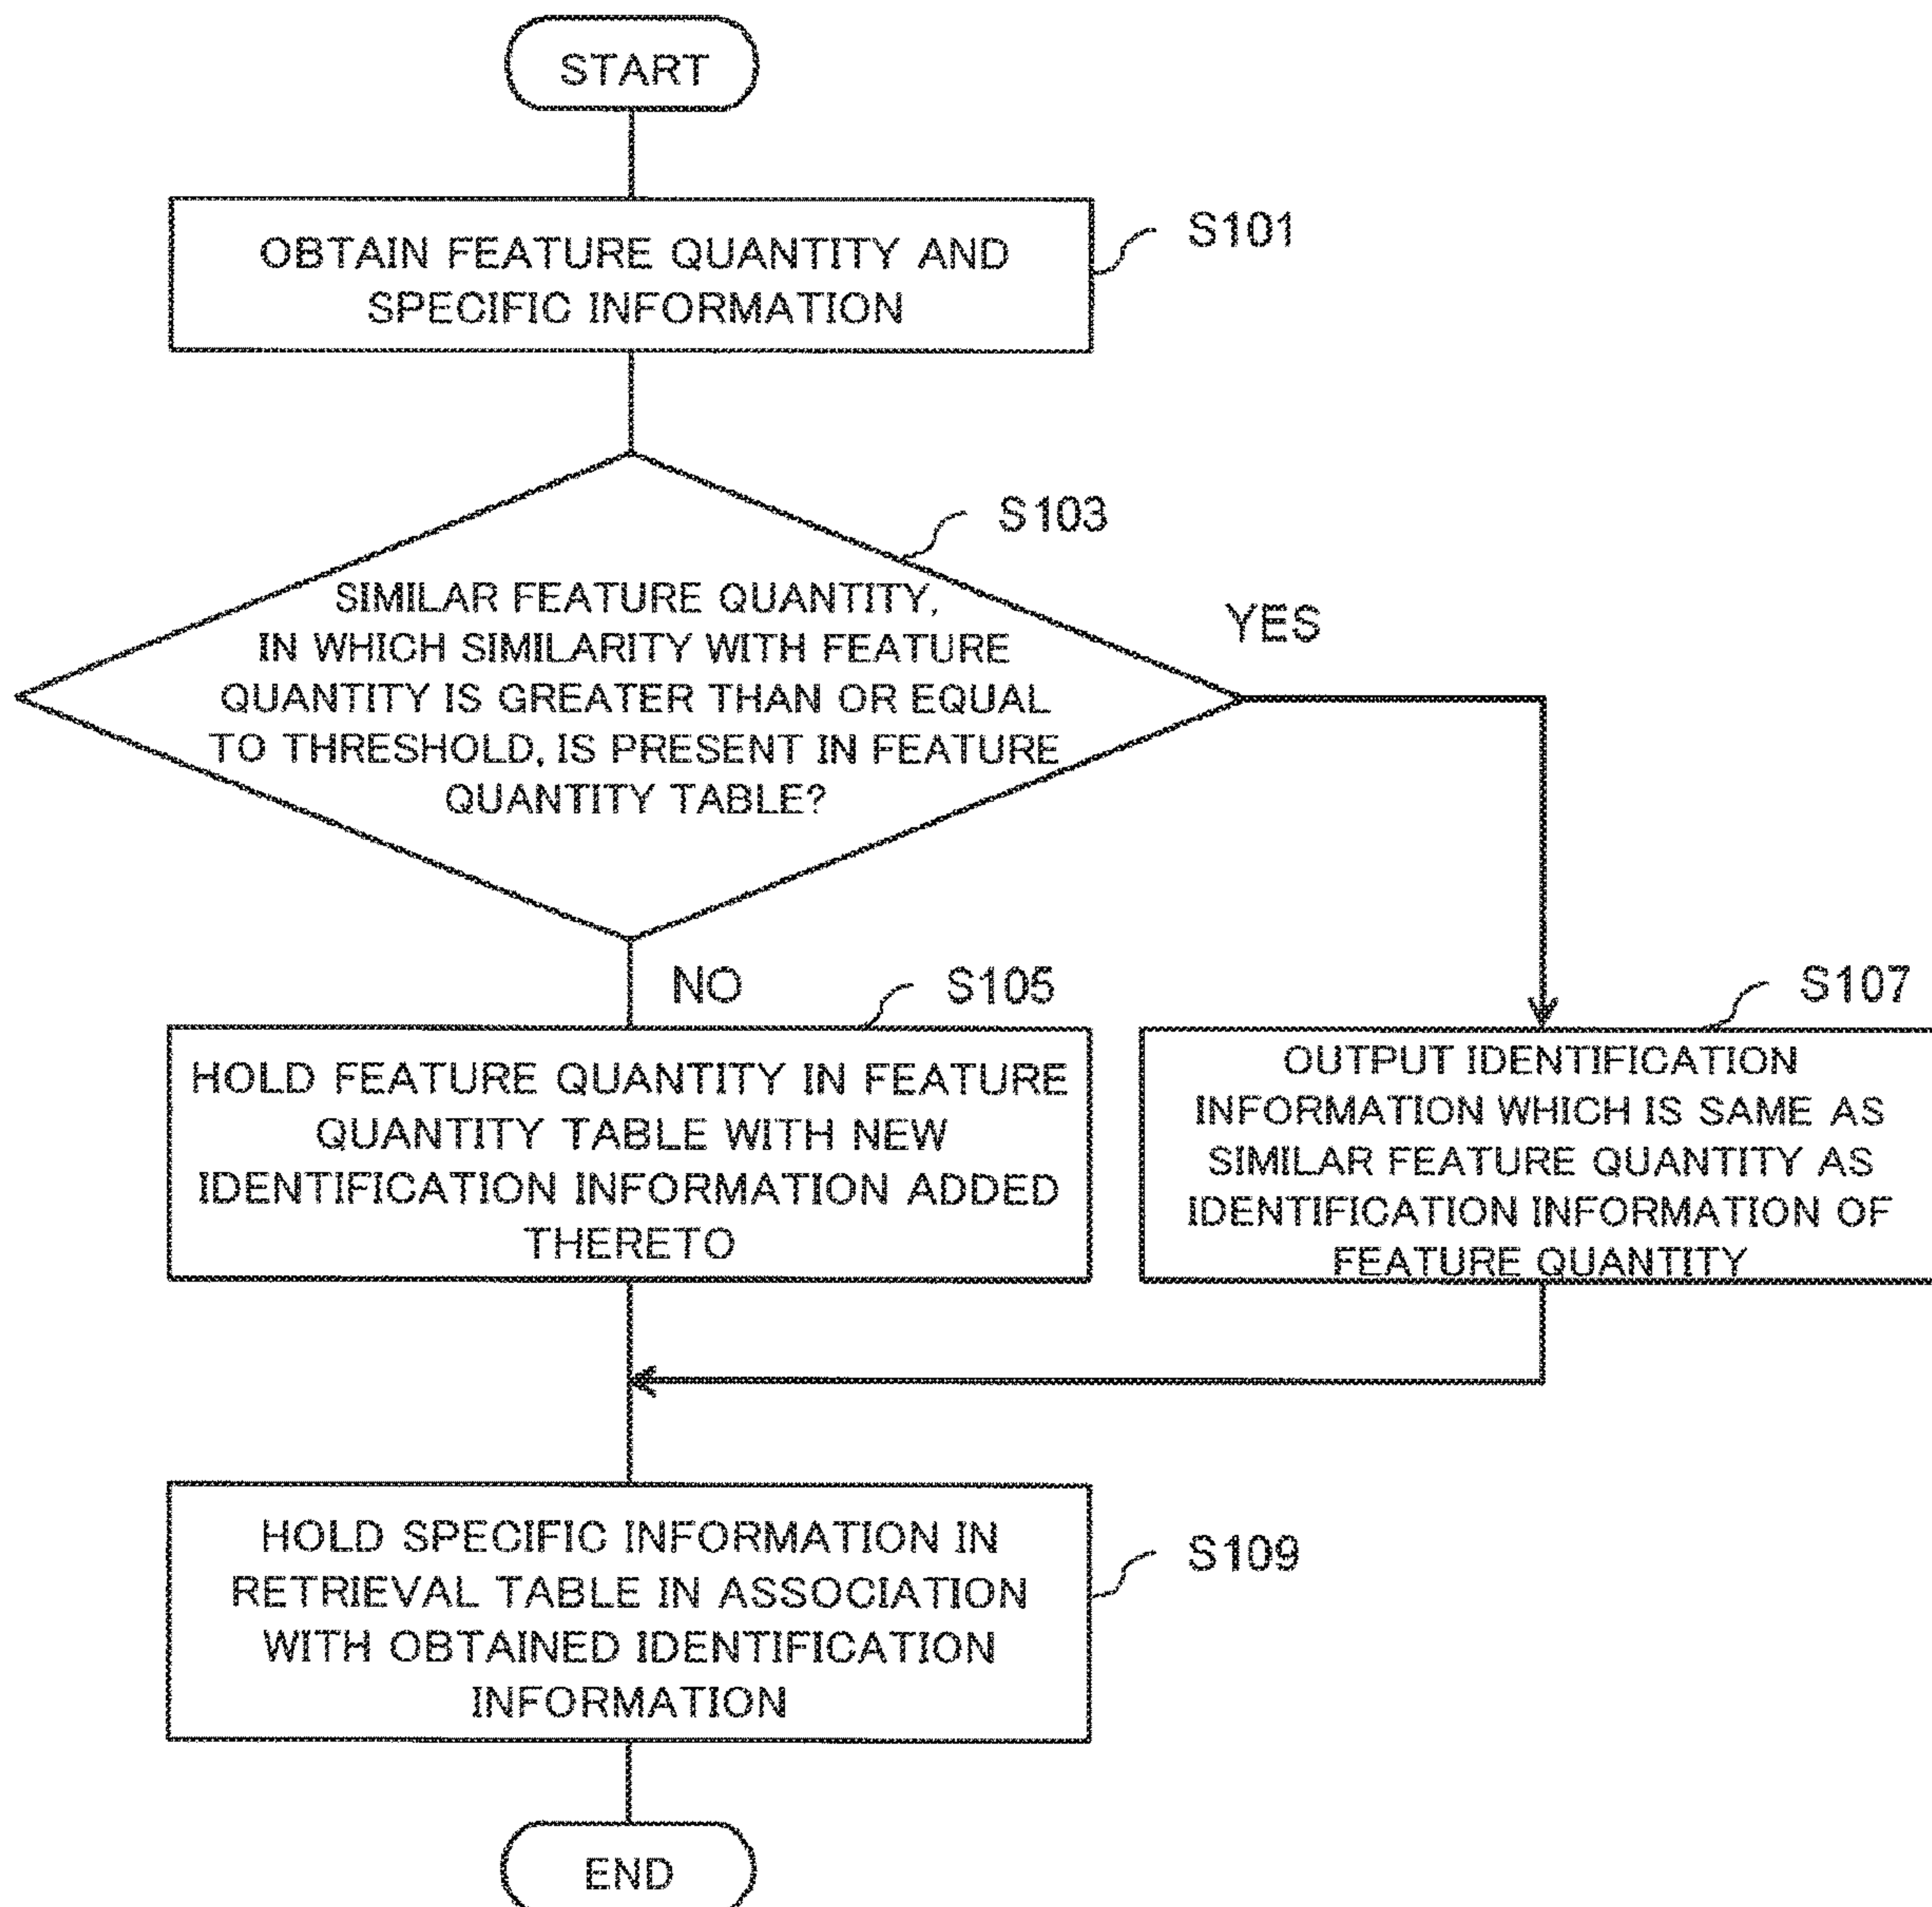 START
OBTAIN FEATURE QUANTITY AND
SPECIFIC INFORMATION
S101
S103
SIMILAR FEATURE QUANTITY,
IN WHICH SIMILARITY WITH FEATURE
QUANTITY IS GREATER THAN OR EQUAL
TO THRESHOLD, IS PRESENT IN FEATURE
QUANTITY TABLE?
YES
NO
S105
HOLD FEATURE QUANTITY IN FEATURE
QUANTITY TABLE WITH NEW
IDENTIFICATION INFORMATION ADDED
THERETO
S107
OUTPUT IDENTIFICATION
INFORMATION WHICH IS SAME AS
SIMILAR FEATURE QUANTITY AS
IDENTIFICATION INFORMATION OF
FEATURE QUANTITY
HOLD SPECIFIC INFORMATION IN
RETRIEVAL TABLE IN ASSOCIATION
WITH OBTAINED IDENTIFICATION
INFORMATION
S109
END